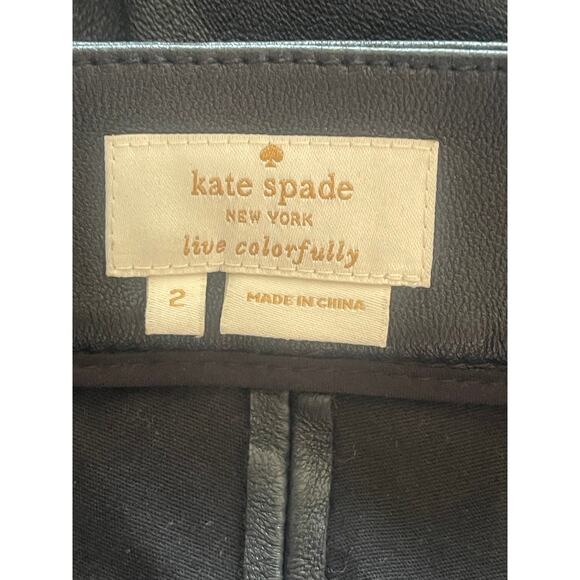 kate spade
NEW YORK
live colorfully
2
MADE IN CHINA